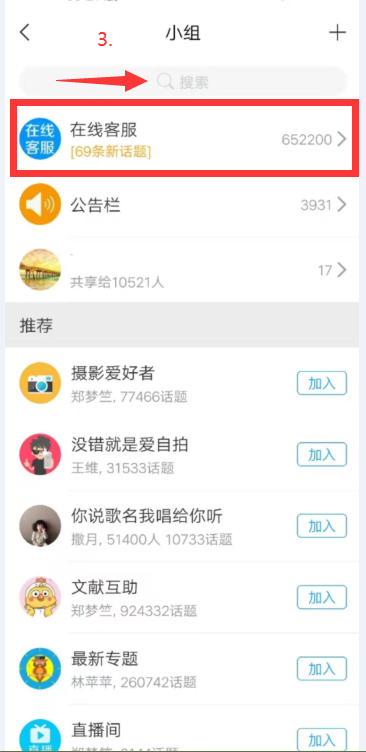 小组
3.
搜索
在线客服
在线客服
652200
[69条新话题]
公告栏
3931
17
共享给10521人
推荐
摄影爱好者
加入
郑梦竺, 77466话题
没错就是爱自拍
加入
王维, 31533话题
你说歌名我唱给你听
加入
撒月, 51400人 10733话题
文献互助
加入
郑梦竺, 924332话题
最新专题
加入
林苹苹, 260742话题
直播间
加入
直播